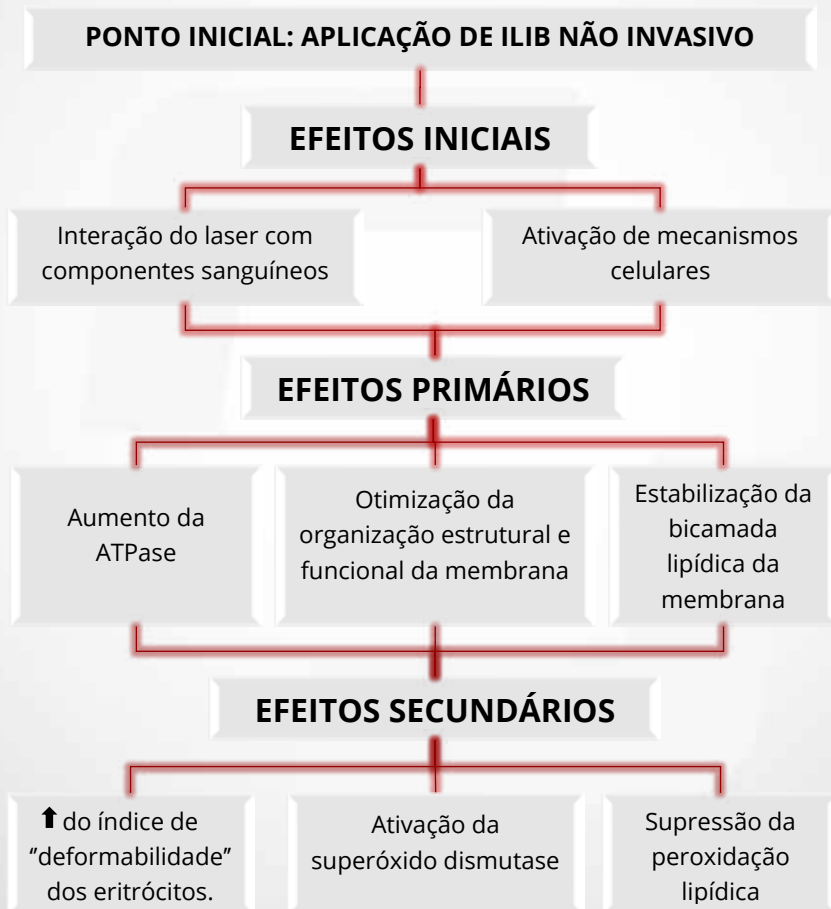 PONTO INICIAL: APLICAÇÃO DE ILIB NÃO INVASIVO
EFEITOS INICIAIS
Interação do laser com
componentes sanguíneos
Ativação de mecanismos
celulares
EFEITOS PRIMÁRIOS
Aumento da
ATPase
Otimização da
organização estrutural e
funcional da membrana
Estabilização da
bicamada
lipídica da
membrana
EFEITOS SECUNDÁRIOS
⬆ do índice de
“deformabilidade”
dos eritrócitos.
Ativação da
superóxido dismutase
Supressão da
peroxidação
lipídica